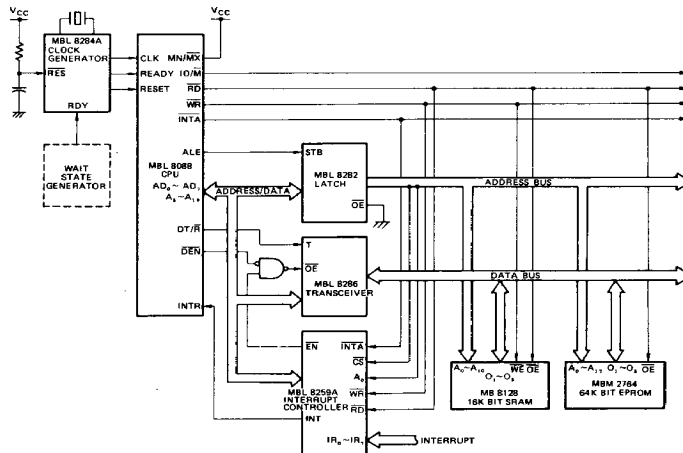 VCC
MBL 8284A
CLOCK
GENERATOR
RES
RDY
WAIT
STATE
GENERATOR
VCC
CLK MN/MX
READY IO/M
RESET RD
WR
INTA
ALE
MBL 8088
CPU
AD0 ~ AD7
A8 ~ A19
DT/R
DEN
INTR
ADDRESS/DATA
STB
MBL 8282
LATCH
OE
ADDRESS BUS
T
OE
MBL 8286
TRANSCEIVER
DATA BUS
EN INTA
CS
A0
MBL 8259A
INTERRUPT
CONTROLLER
WR
RD
INT
IR0 ~ IR7
INTERRUPT
A0~A10 WE OE
O1~O8
MB 8128
16K BIT SRAM
O1~O8 OE
MBM 2764
64K BIT EPROM